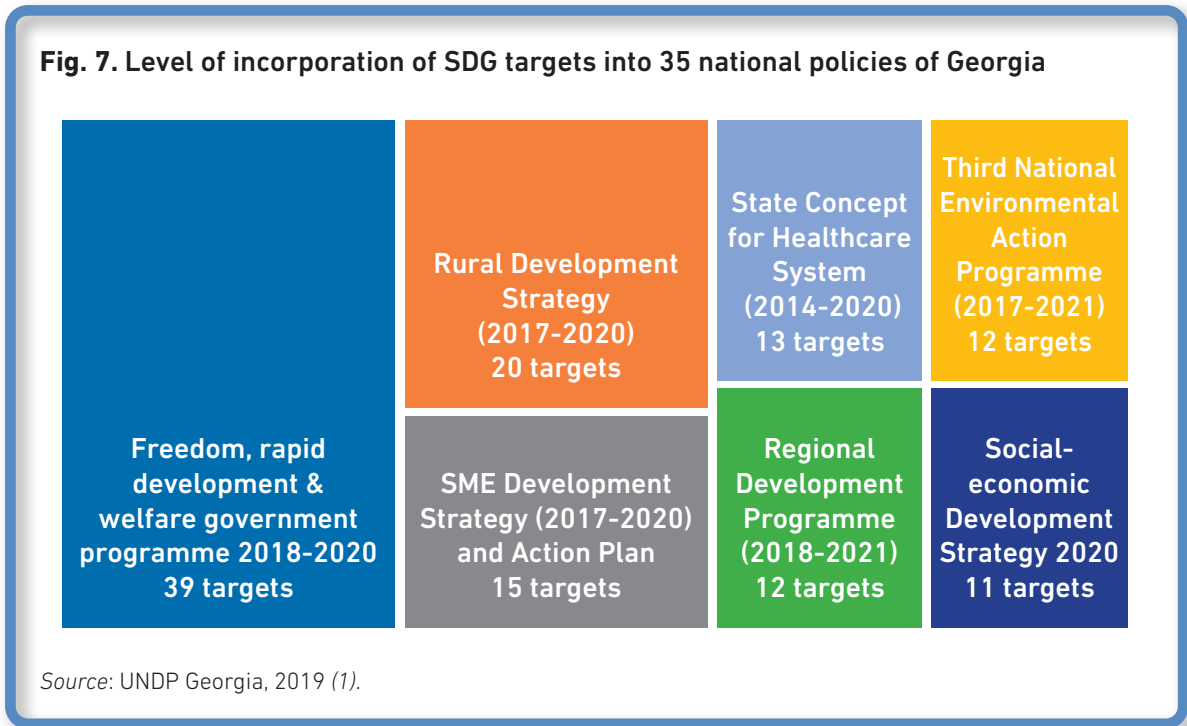 Fig. 7. Level of incorporation of SDG targets into 35 national policies of Georgia
Freedom, rapid
development &
welfare government
programme 2018-2020
39 targets
Rural Development
Strategy
(2017-2020)
20 targets
SME Development
Strategy (2017-2020)
and Action Plan
15 targets
State Concept
for Healthcare
System
(2014-2020)
13 targets
Third National
Environmental
Action
Programme
(2017-2021)
12 targets
Regional
Development
Programme
(2018-2021)
12 targets
Social-
economic
Development
Strategy 2020
11 targets
Source: UNDP Georgia, 2019 (1).